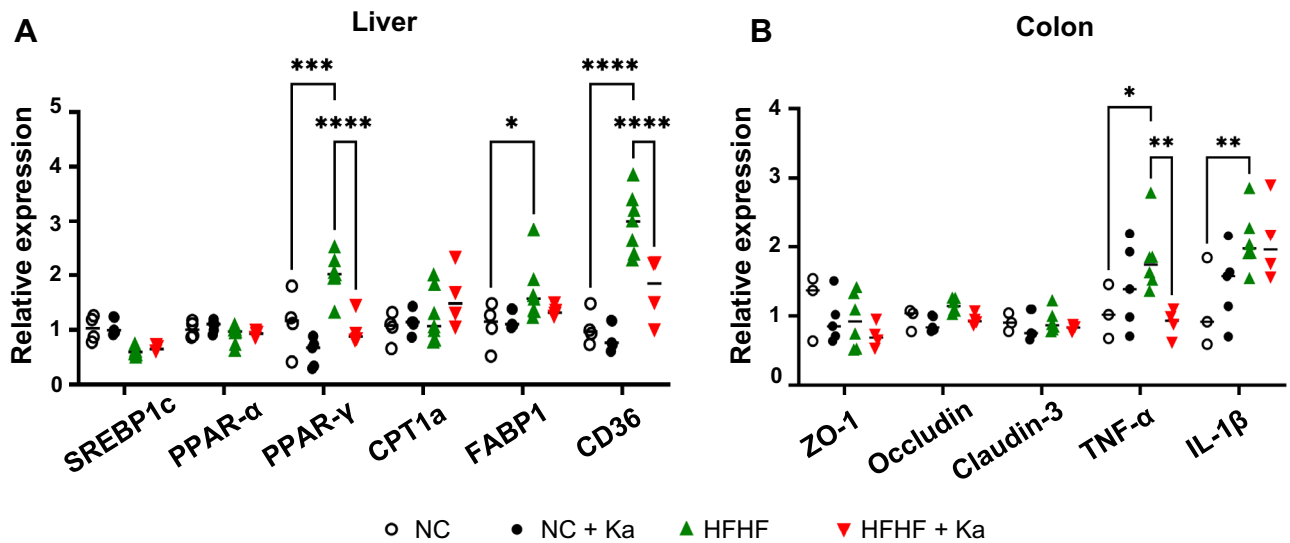 A
Liver
Relative expression
5
4
3
2
1
0
***
****
*
****
****
SREBP1c
PPAR-α
PPAR-γ
CPT1a
FABP1
CD36
B
Colon
Relative expression
4
3
2
1
0
*
**
**
ZO-1
Occludin
Claudin-3
TNF-α
IL-1β
NC
NC + Ka
HFHF
HFHF + Ka